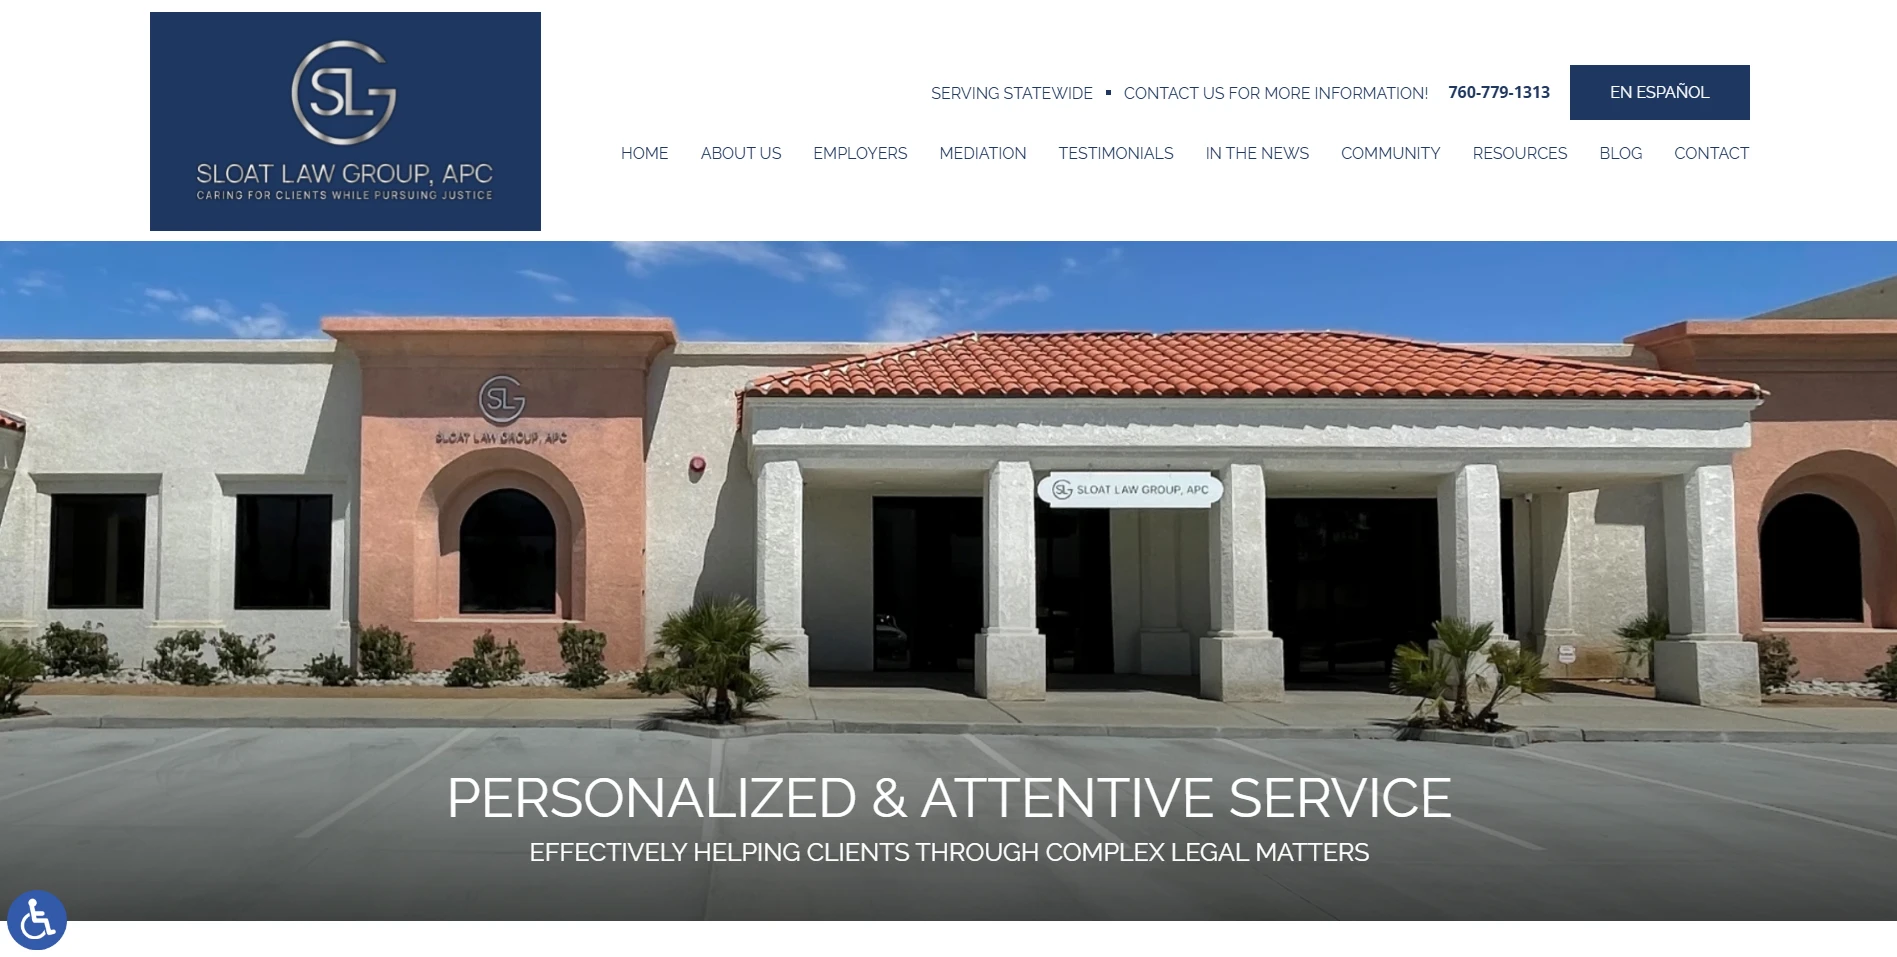 SLG
SLOAT LAW GROUP, APC
CARING FOR CLIENTS WHILE PURSUING JUSTICE
SERVING STATEWIDE ▪ CONTACT US FOR MORE INFORMATION! 760-779-1313 EN ESPAÑOL
HOME ABOUT US EMPLOYERS MEDIATION TESTIMONIALS IN THE NEWS COMMUNITY RESOURCES BLOG CONTACT
SLG
SLOAT LAW GROUP, APC
SLG SLOAT LAW GROUP, APC
PERSONALIZED & ATTENTIVE SERVICE
EFFECTIVELY HELPING CLIENTS THROUGH COMPLEX LEGAL MATTERS